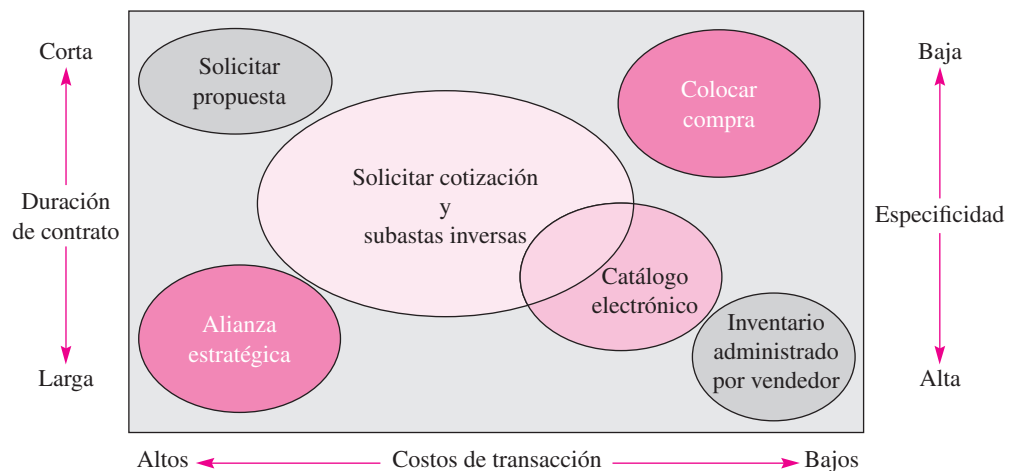 Corta
Duración
de contrato
Larga
Solicitar
propuesta
Colocar
compra
Solicitar cotización
y
subastas inversas
Catálogo
electrónico
Alianza
estratégica
Inventario
administrado
por vendedor
Baja
Especificidad
Alta
Altos
Costos de transacción
Bajos